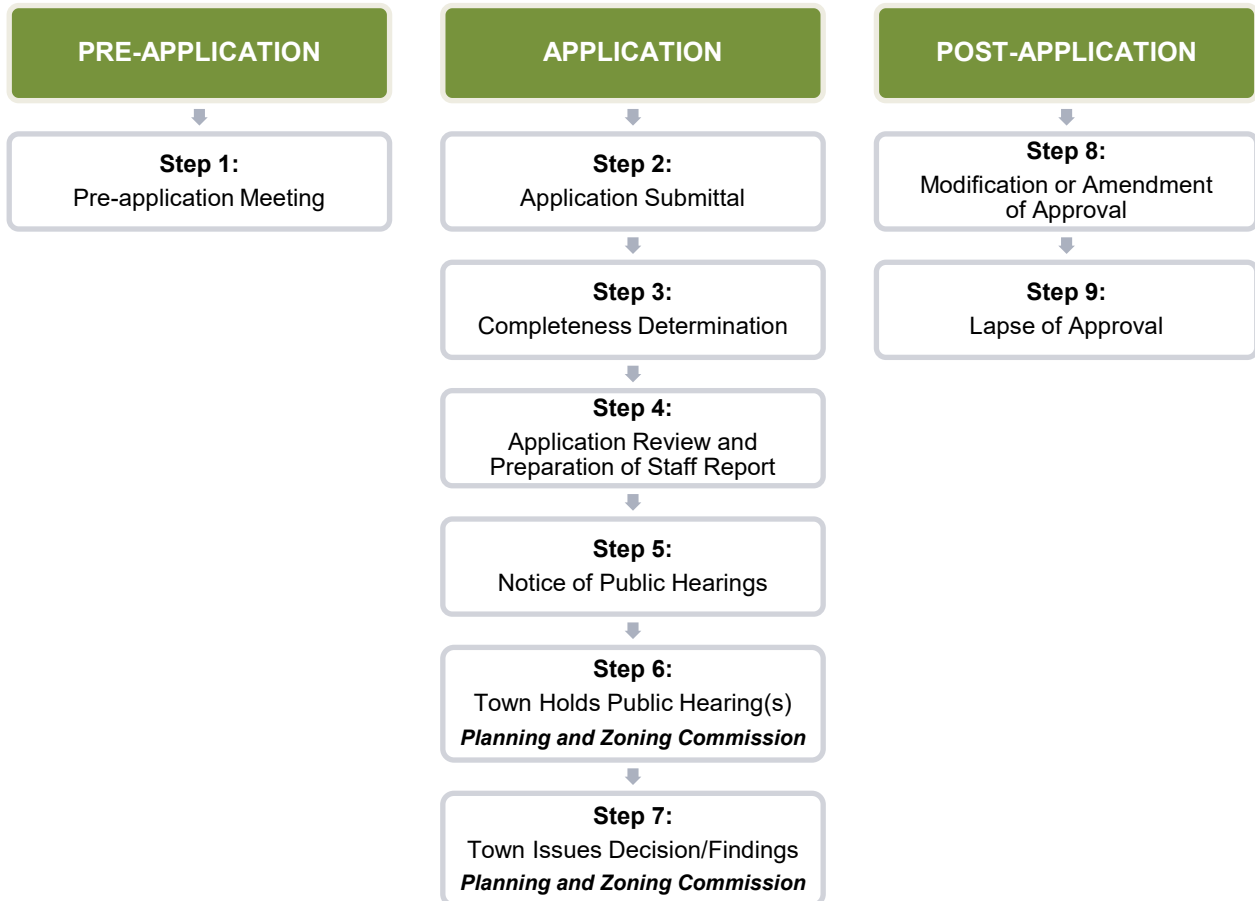 PRE-APPLICATION
Step 1:
Pre-application Meeting
APPLICATION
Step 2:
Application Submittal
Step 3:
Completeness Determination
Step 4:
Application Review and
Preparation of Staff Report
Step 5:
Notice of Public Hearings
Step 6:
Town Holds Public Hearing(s)
Planning and Zoning Commission
Step 7:
Town Issues Decision/Findings
Planning and Zoning Commission
POST-APPLICATION
Step 8:
Modification or Amendment
of Approval
Step 9:
Lapse of Approval